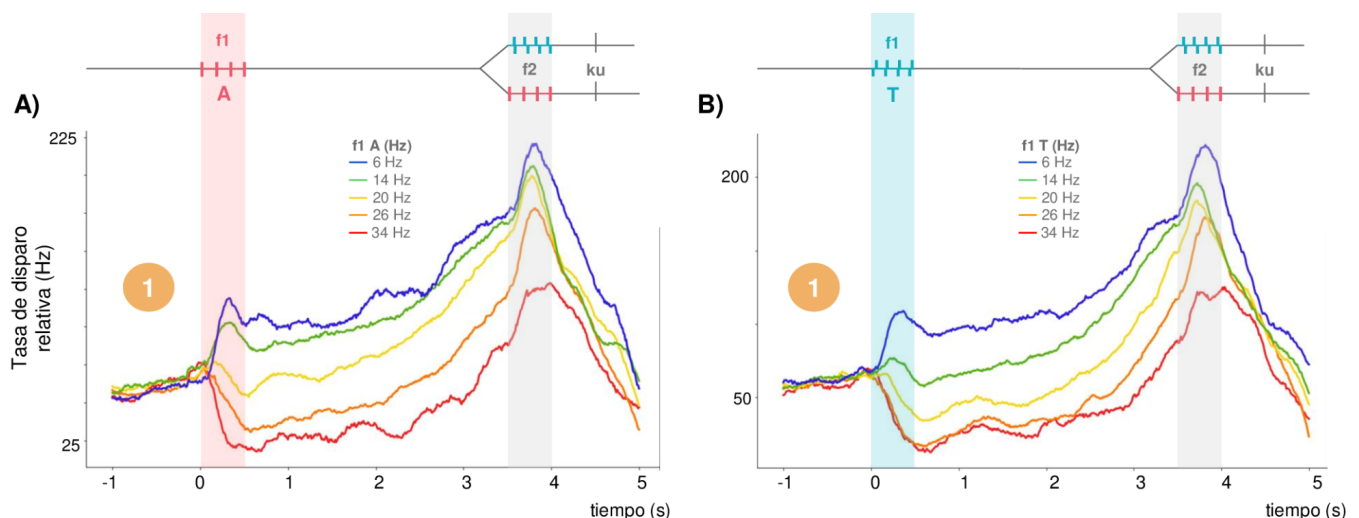 f1
A
f2
ku
A)
225
25
Tasa de disparo
relativa (Hz)
1
f1 A (Hz)
6 Hz
14 Hz
20 Hz
26 Hz
34 Hz
-1
0
1
2
3
4
5
tiempo (s)
f1
T
f2
ku
B)
200
50
1
f1 T (Hz)
6 Hz
14 Hz
20 Hz
26 Hz
34 Hz
-1
0
1
2
3
4
5
tiempo (s)